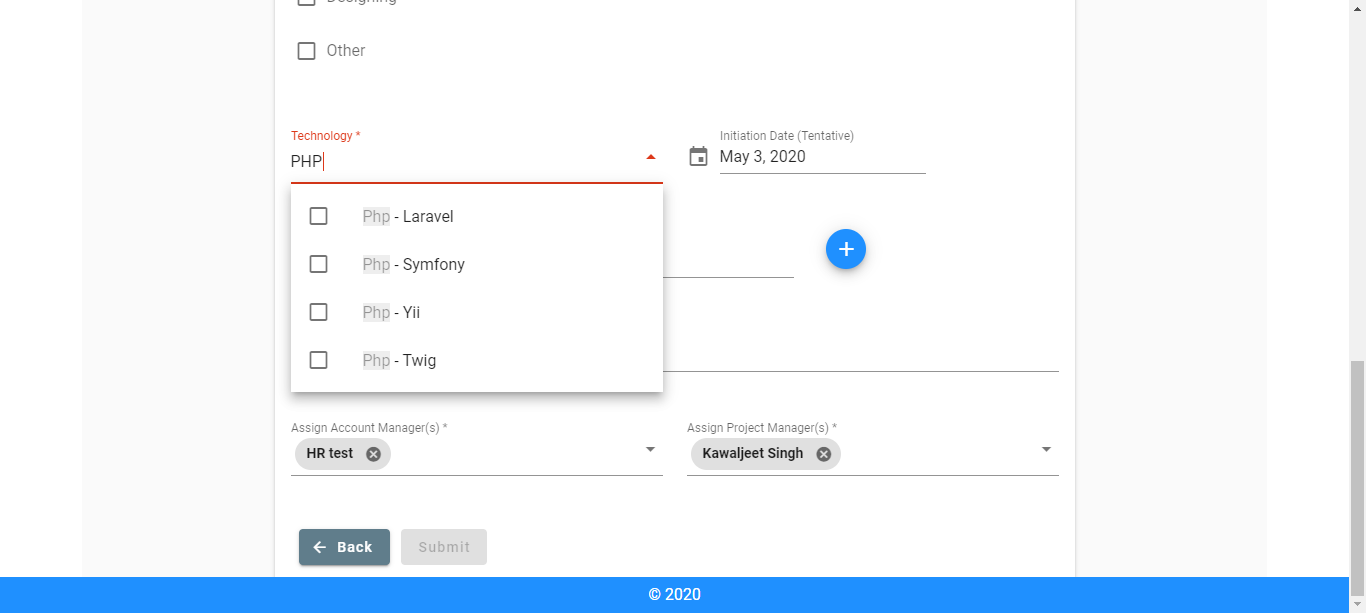 Designing
Other
Technology *
PHP
Initiation Date (Tentative)
May 3, 2020
Php - Laravel
Php - Symfony
Php - Yii
Php - Twig
Assign Account Manager(s) *
HR test
Assign Project Manager(s) *
Kawaljeet Singh
Back
Submit
© 2020